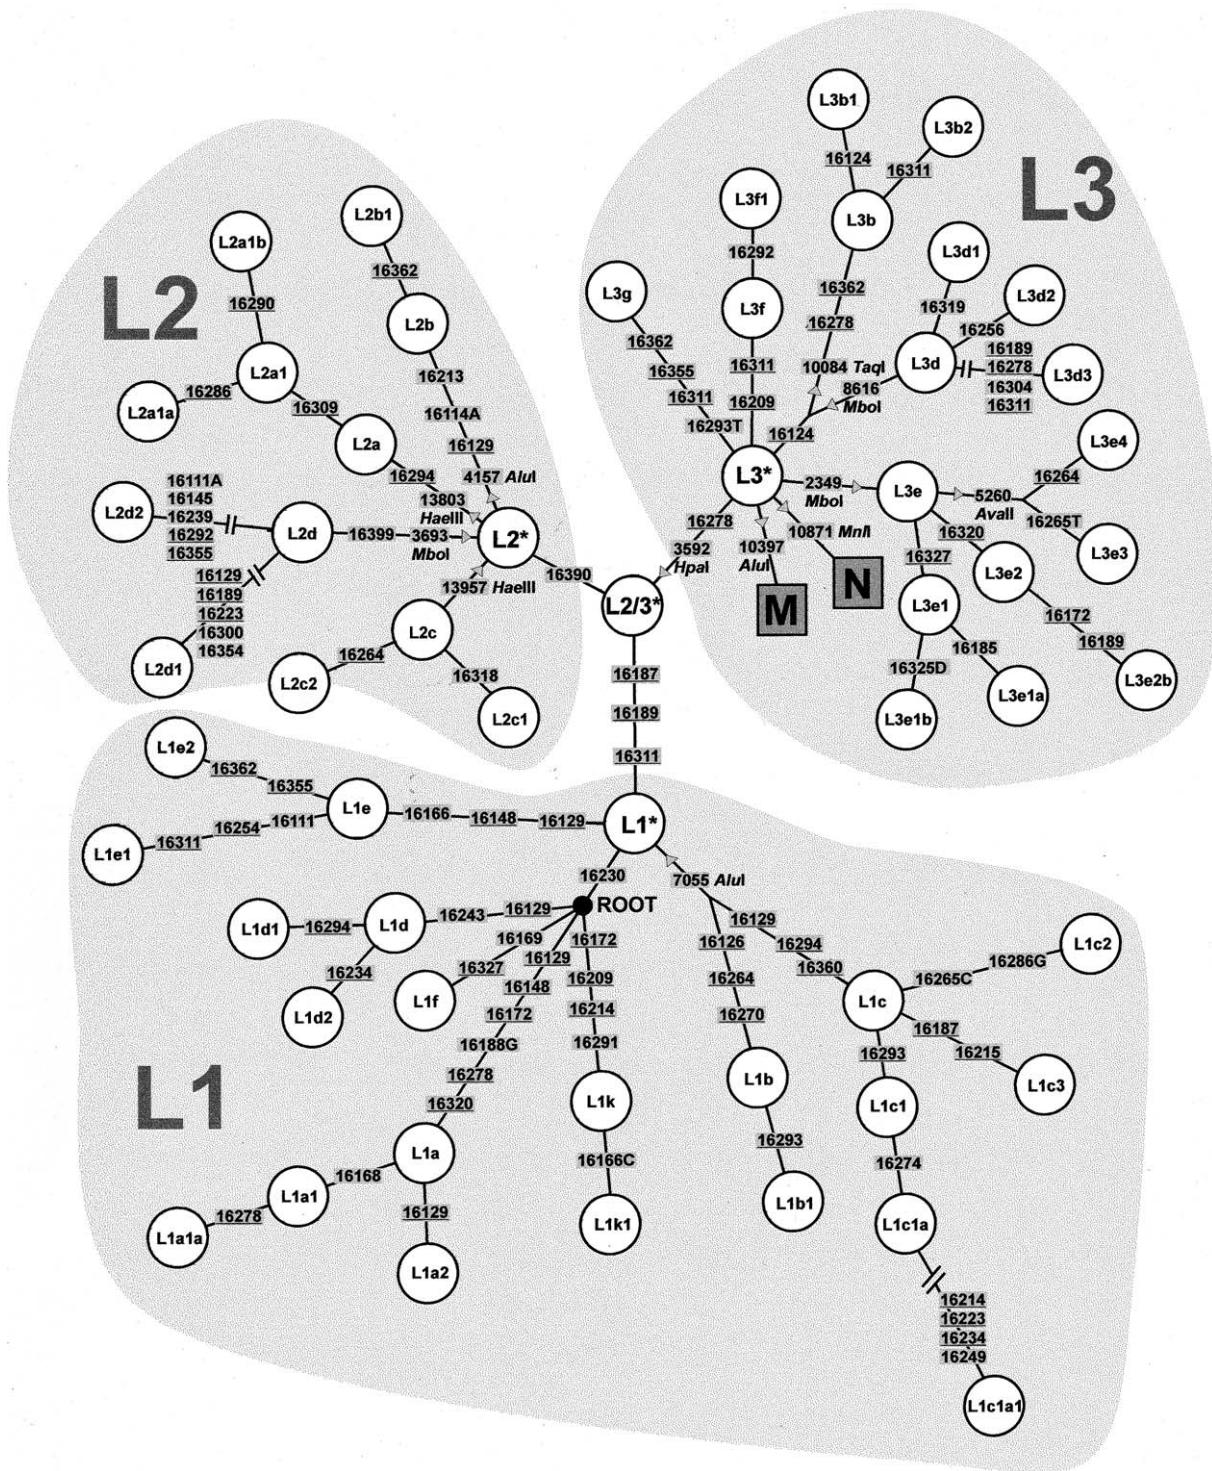 L2
L2a1b
16290
L2a1
L2a1a
16286
16309
L2a
16294
13803
HaeIII
L2b1
16362
L2b
16213
16114A
16129
4157 AluI
L2d2
16111A
16145
16239
16292
16355
L2d
16399
3693
MboI
L2*
16129
16189
16223
16300
16354
L2d1
13957 HaeIII
L2c
16264
L2c2
16318
L2c1
16390
L2/3*
L3
L3b1
16124
L3b2
16311
L3b
16362
16278
10084 TaqI
L3f1
16292
L3f
16311
16209
L3g
16362
16355
16311
16293T
L3d1
16319
L3d2
16256
L3d
16189
16278
16304
16311
L3d3
8616
MboI
16124
L3*
2349
MboI
L3e
5260
AvaII
16264
L3e4
16265T
L3e3
16278
3592
HpaI
10397
AluI
M
10871 MnlI
N
16327
16320
L3e2
L3e1
16172
16189
L3e2b
16325D
L3e1b
16185
L3e1a
16187
16189
16311
L1*
L1e2
16362
16355
L1e
16166
16148
16129
L1e1
16311
16254
16111
16230
ROOT
7055 AluI
L1d1
16294
L1d
16243
16129
16234
L1d2
16169
16327
L1f
16129
16148
16172
16188G
16278
16320
L1a
16168
L1a1
16278
L1a1a
16129
L1a2
16172
16209
16214
16291
L1k
16166C
L1k1
16126
16264
16270
L1b
16293
L1b1
16129
16294
16360
L1c
16265C
16286G
L1c2
16187
16215
L1c3
16293
L1c1
16274
L1c1a
16214
16223
16234
16249
L1c1a1
L1